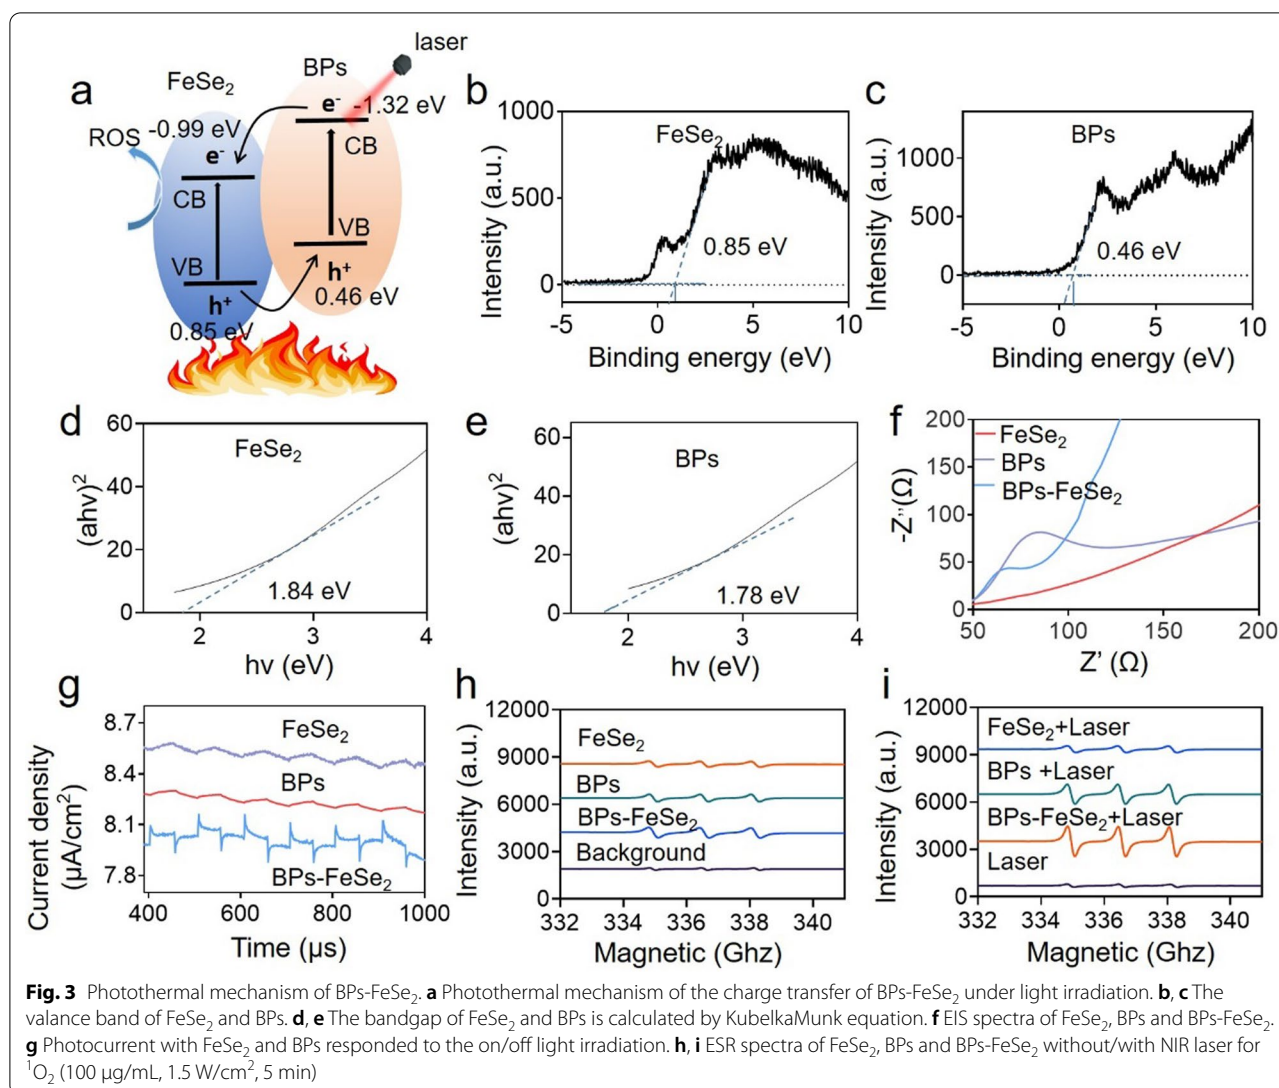 a
FeSe2
BPs
laser
ROS
-0.99 eV
e-
-1.32 eV
e-
CB
CB
VB
VB
h+
0.46 eV
h+
0.85 eV
b
1000
500
0
Intensity (a.u.)
FeSe2
0.85 eV
-5 0 5 10
Binding energy (eV)
c
1000
500
0
Intensity (a.u.)
BPs
0.46 eV
-5 0 5 10
Binding energy (eV)
d
60
40
20
0
(ahv)2
FeSe2
1.84 eV
2 3 4
hv (eV)
e
60
40
20
0
(ahv)2
BPs
1.78 eV
2 3 4
hv (eV)
f
200
150
100
50
0
-Z''(Ω)
FeSe2
BPs
BPs-FeSe2
50 100 150 200
Z' (Ω)
g
8.7
8.4
8.1
7.8
Current density
(μA/cm2)
FeSe2
BPs
BPs-FeSe2
400 600 800 1000
Time (μs)
h
12000
9000
6000
3000
0
Intensity (a.u.)
FeSe2
BPs
BPs-FeSe2
Background
332 334 336 338 340
Magnetic (Ghz)
i
12000
9000
6000
3000
0
Intensity (a.u.)
FeSe2+Laser
BPs +Laser
BPs-FeSe2+Laser
Laser
332 334 336 338 340
Magnetic (Ghz)
Fig. 3 Photothermal mechanism of BPs-FeSe2. a Photothermal mechanism of the charge transfer of BPs-FeSe2 under light irradiation. b, c The
valance band of FeSe2 and BPs. d, e The bandgap of FeSe2 and BPs is calculated by KubelkaMunk equation. f EIS spectra of FeSe2, BPs and BPs-FeSe2.
g Photocurrent with FeSe2 and BPs responded to the on/off light irradiation. h, i ESR spectra of FeSe2, BPs and BPs-FeSe2 without/with NIR laser for
1O2 (100 μg/mL, 1.5 W/cm2, 5 min)